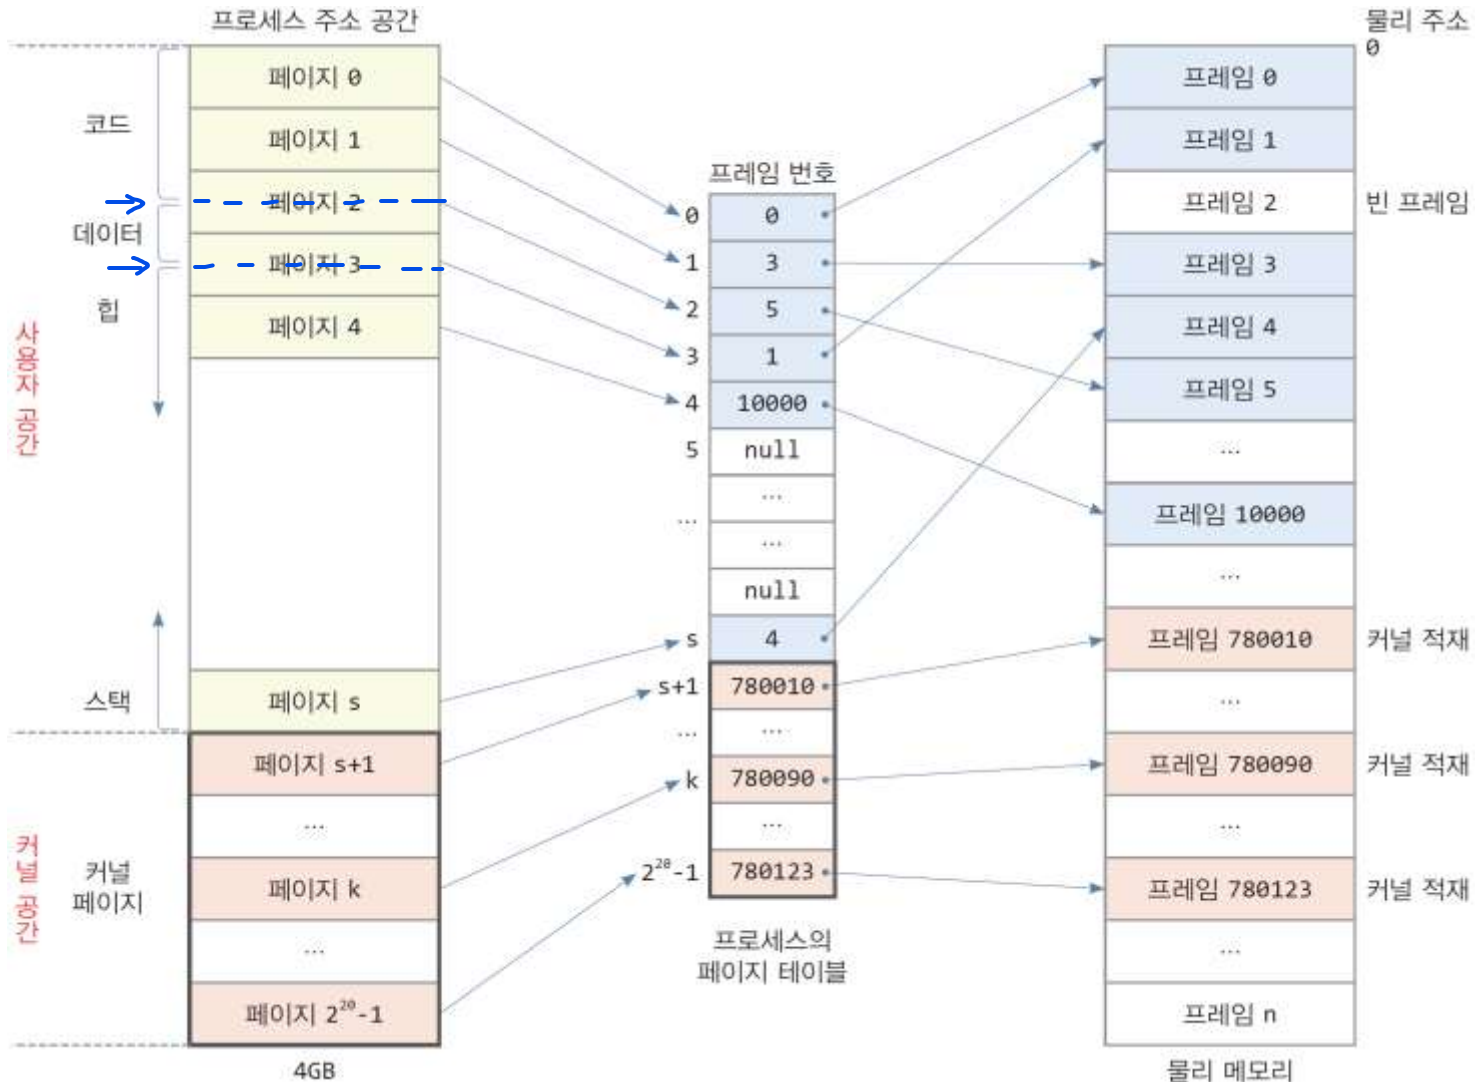 프로세스 주소 공간
물리 주소
0
페이지 0
페이지 1
페이지 2
페이지 3
페이지 4
페이지 s
페이지 s+1
...
페이지 k
...
페이지 2²⁰-1
4GB
코드
데이터
힙
스택
커널
페이지
사용자 공간
커널 공간
프레임 번호
0 0
1 3
2 5
3 1
4 10000
5 null
...
... ...
null
s 4
s+1 780010
... ...
k 780090
...
2²⁰-1 780123
프로세스의
페이지 테이블
프레임 0
프레임 1
프레임 2 빈 프레임
프레임 3
프레임 4
프레임 5
...
프레임 10000
...
프레임 780010 커널 적재
...
프레임 780090 커널 적재
...
프레임 780123 커널 적재
...
프레임 n
물리 메모리